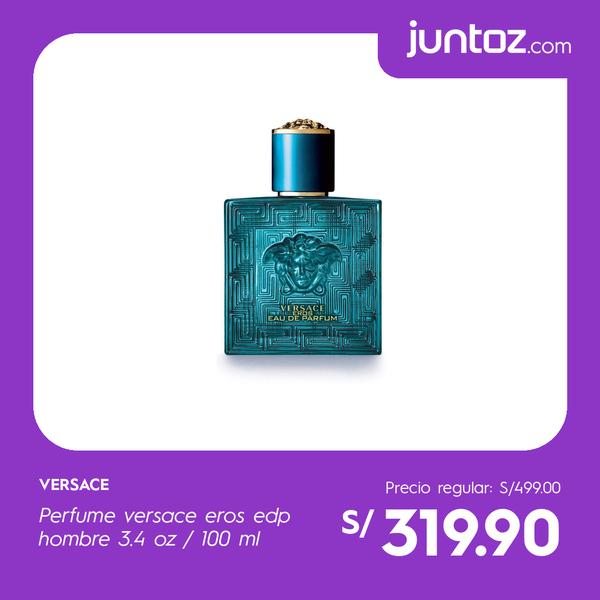 juntoz.com
VERSACE
EROS
EAU DE PARFUM
VERSACE
Perfume versace eros edp
hombre 3.4 oz / 100 ml
Precio regular: S/499.00
S/ 319.90